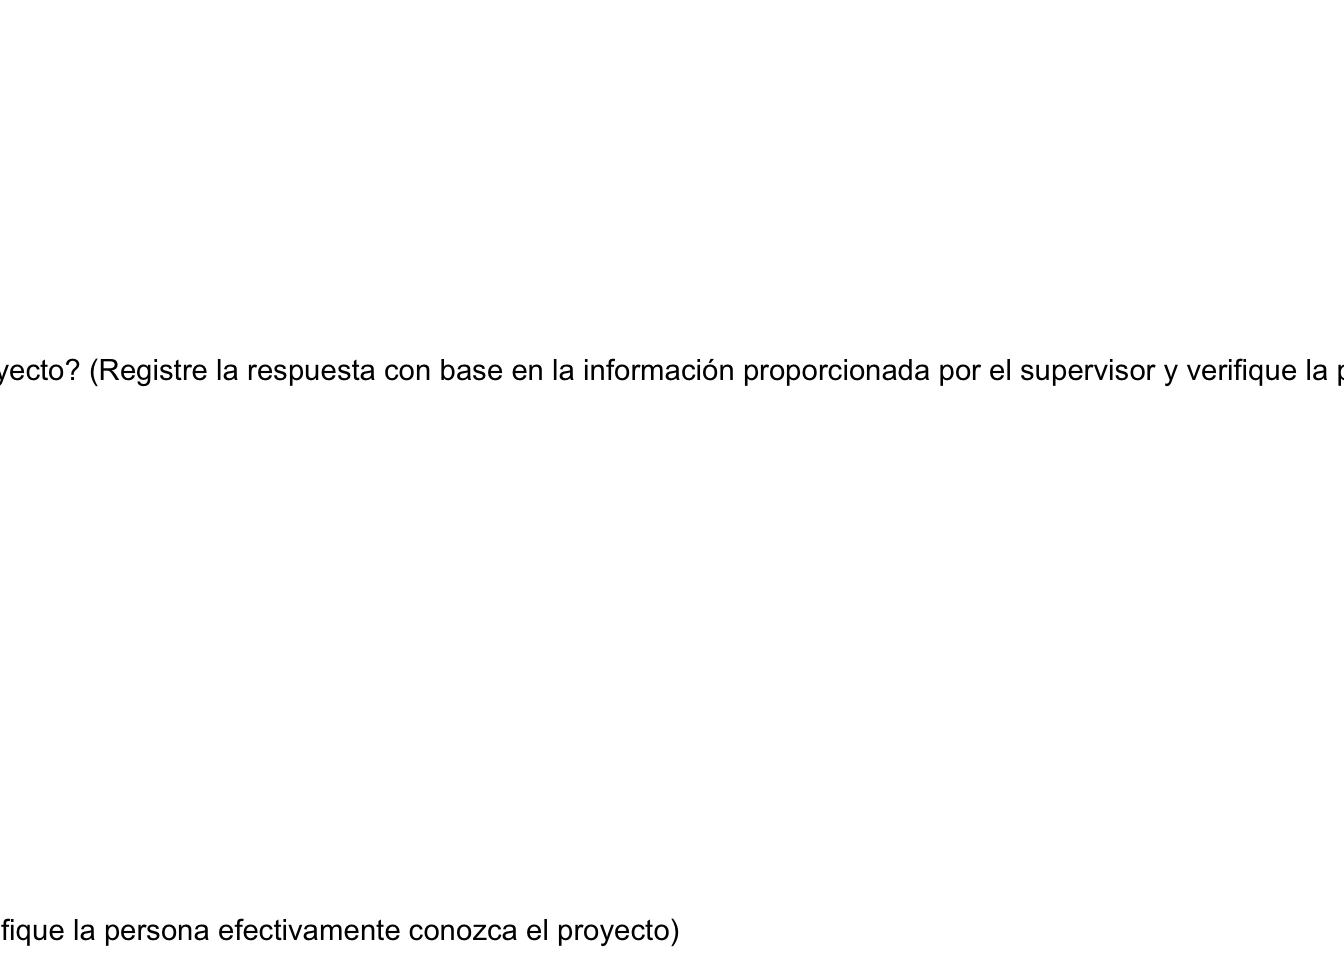 yecto? (Registre la respuesta con base en la información proporcionada por el supervisor y verifique la p
fique la persona efectivamente conozca el proyecto)